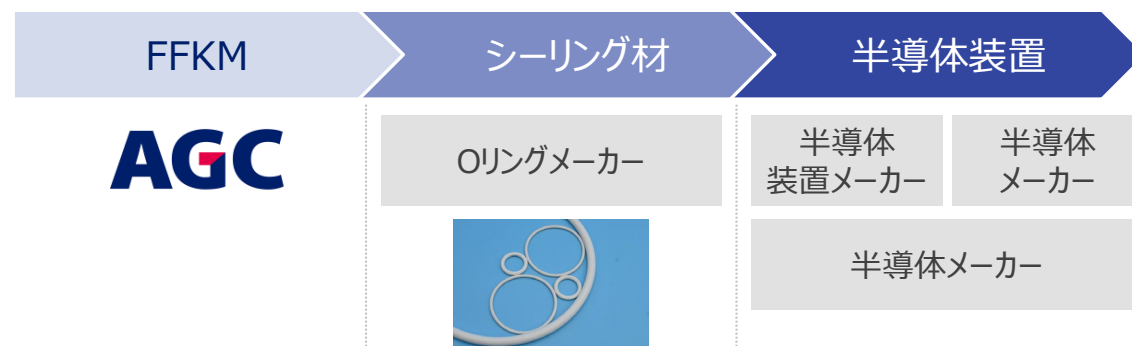 FFKM
シーリング材
半導体装置
AGC
Oリングメーカー
半導体
装置メーカー
半導体
メーカー
半導体メーカー